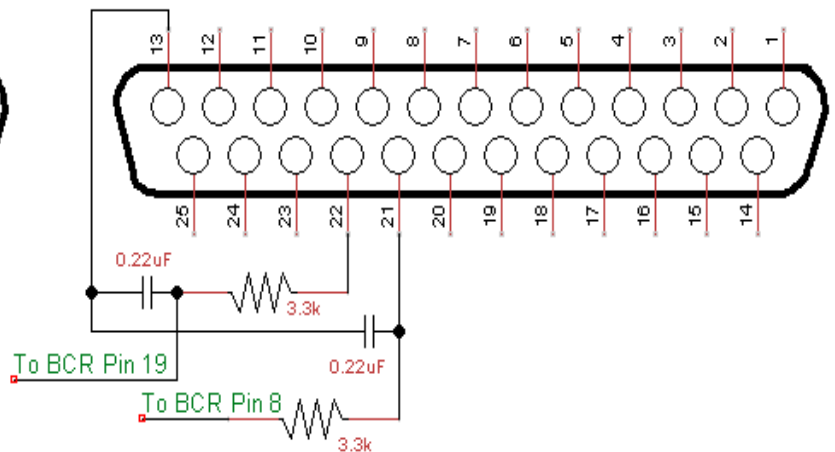 13 12 11 10 9 8 7 6 5 4 3 2 1
25 24 23 22 21 20 19 18 17 16 15 14
0.22uF
3.3k
To BCR Pin 19
0.22uF
To BCR Pin 8
3.3k